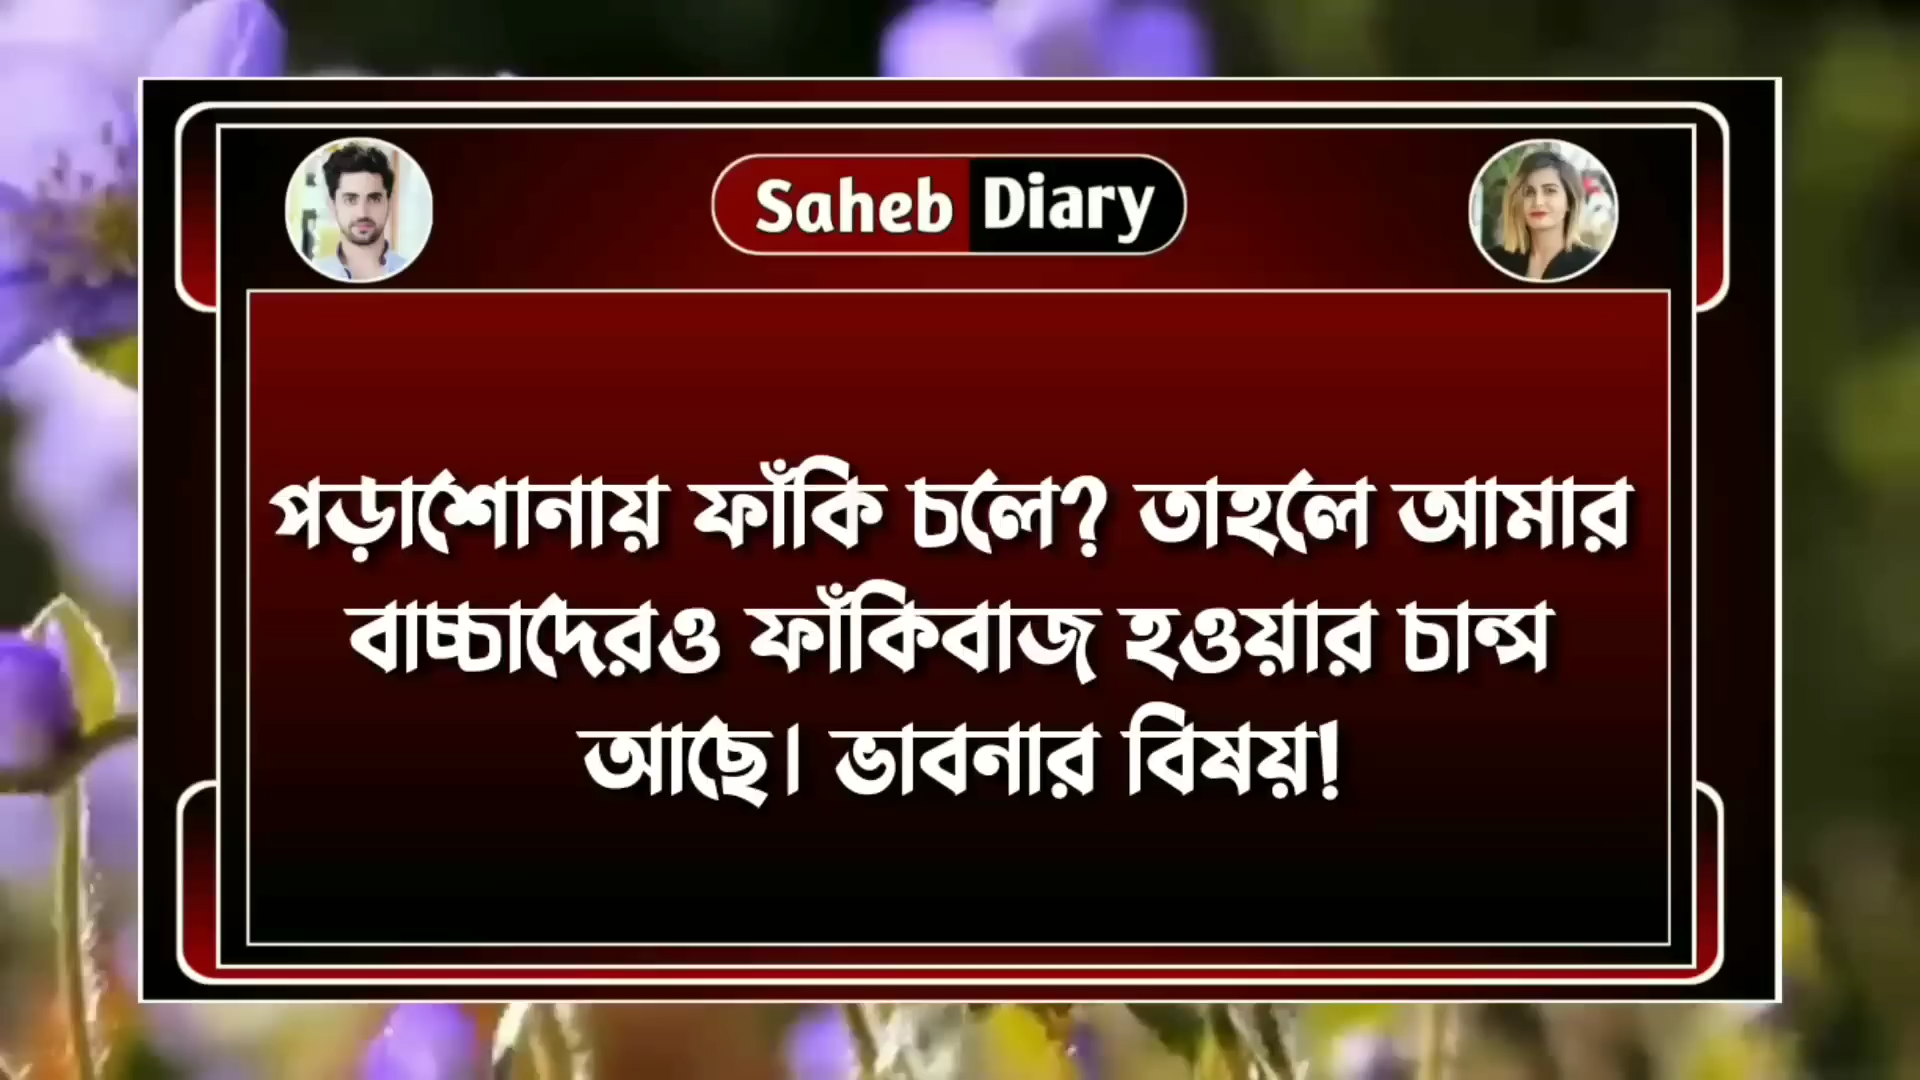 Saheb Diary
পড়াশোনায় ফাঁকি চলে? তাহলে আমার
বাচ্চাদেরও ফাঁকিবাজ হওয়ার চান্স
আছে। ভাবনার বিষয়!